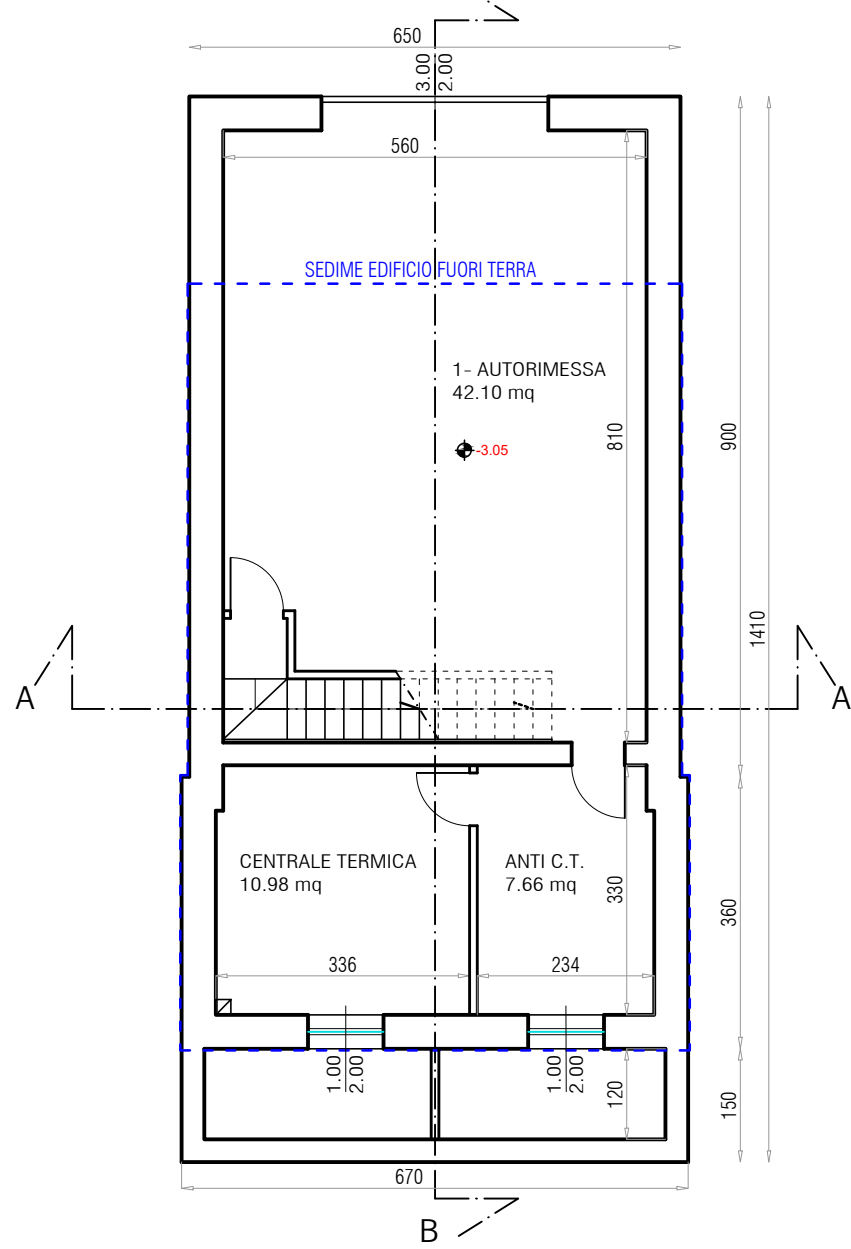 650
3.00
2.00
560
SEDIME EDIFICIO FUORI TERRA
1- AUTORIMESSA
42.10 mq
810
900
-3.05
1410
A
A
CENTRALE TERMICA
10.98 mq
ANTI C.T.
7.66 mq
330
360
336
234
1.00
2.00
1.00
2.00
120
150
670
B